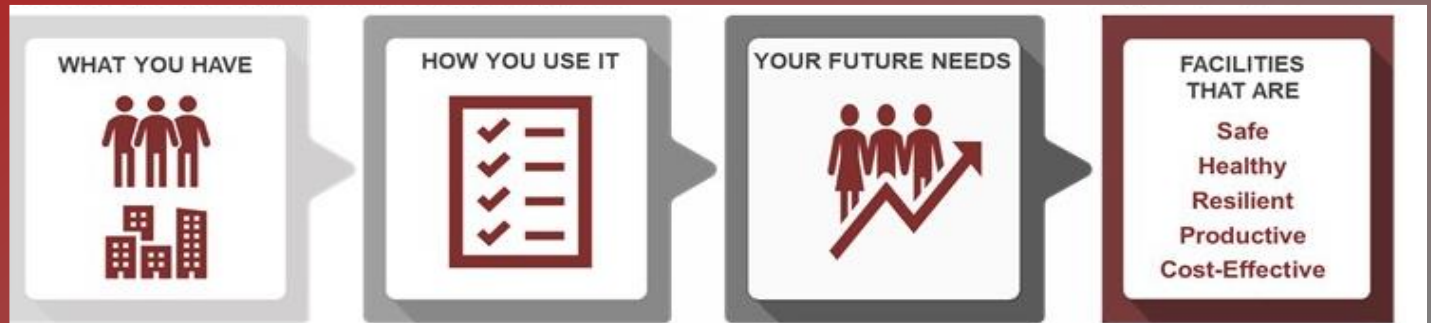 WHAT YOU HAVE
HOW YOU USE IT
YOUR FUTURE NEEDS
FACILITIES
THAT ARE
Safe
Healthy
Resilient
Productive
Cost-Effective